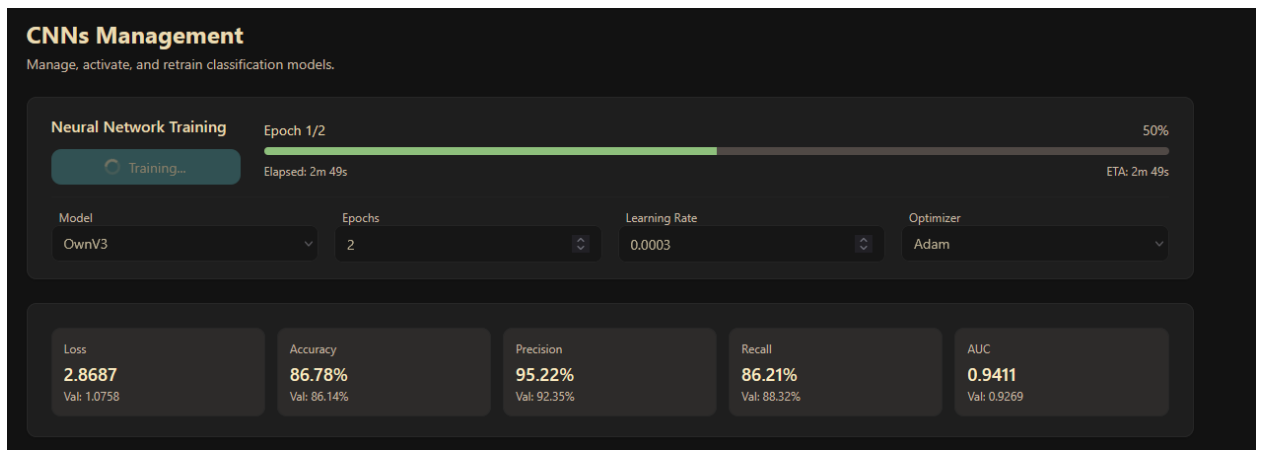 CNNs Management
Manage, activate, and retrain classification models.
Neural Network Training
Training...
Epoch 1/2
50%
Elapsed: 2m 49s
ETA: 2m 49s
Model
OwnV3
Epochs
2
Learning Rate
0.0003
Optimizer
Adam
Loss
2.8687
Val: 1.0758
Accuracy
86.78%
Val: 86.14%
Precision
95.22%
Val: 92.35%
Recall
86.21%
Val: 88.32%
AUC
0.9411
Val: 0.9269